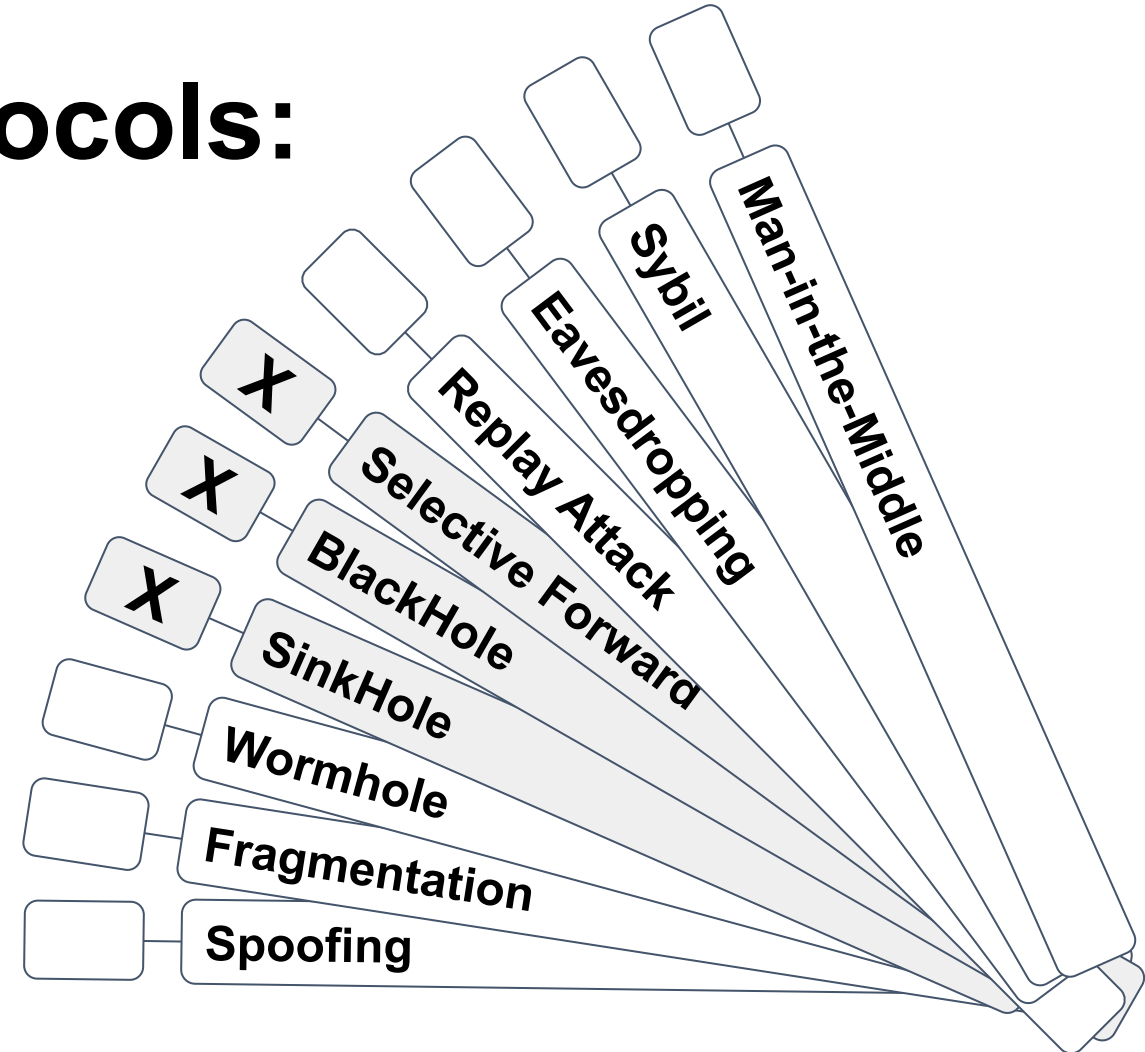 ocols:
Man-in-the-Middle
Sybil
Eavesdropping
Replay Attack
X
Selective Forward
X
BlackHole
X
SinkHole
Wormhole
Fragmentation
Spoofing